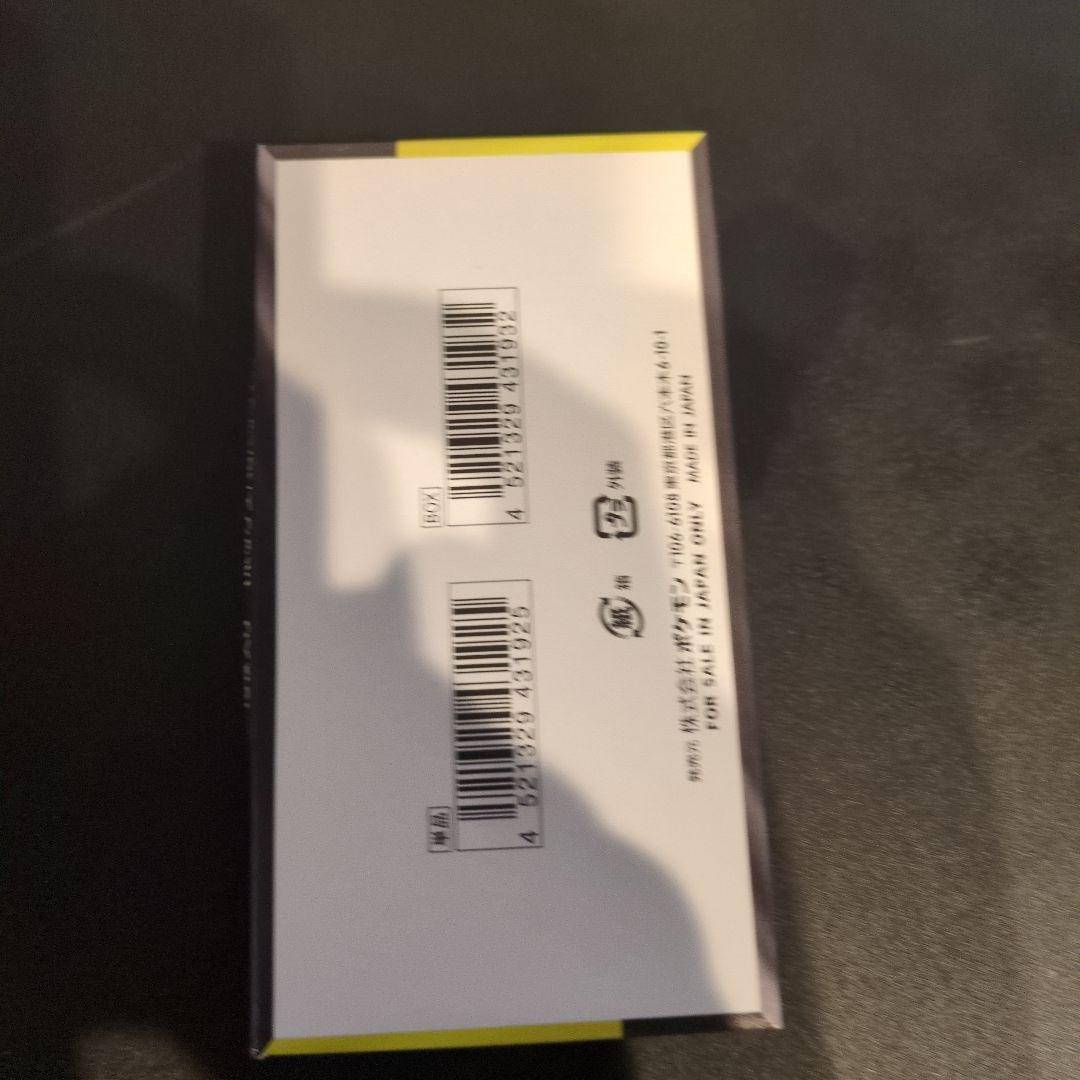 BOX
4 521329 431932
単品
4 521329 431925
プラ 外装
紙 箱
発売元 株式会社 ポケモン 〒106-6108 東京都港区六本木6-10-1
FOR SALE IN JAPAN ONLY MADE IN JAPAN